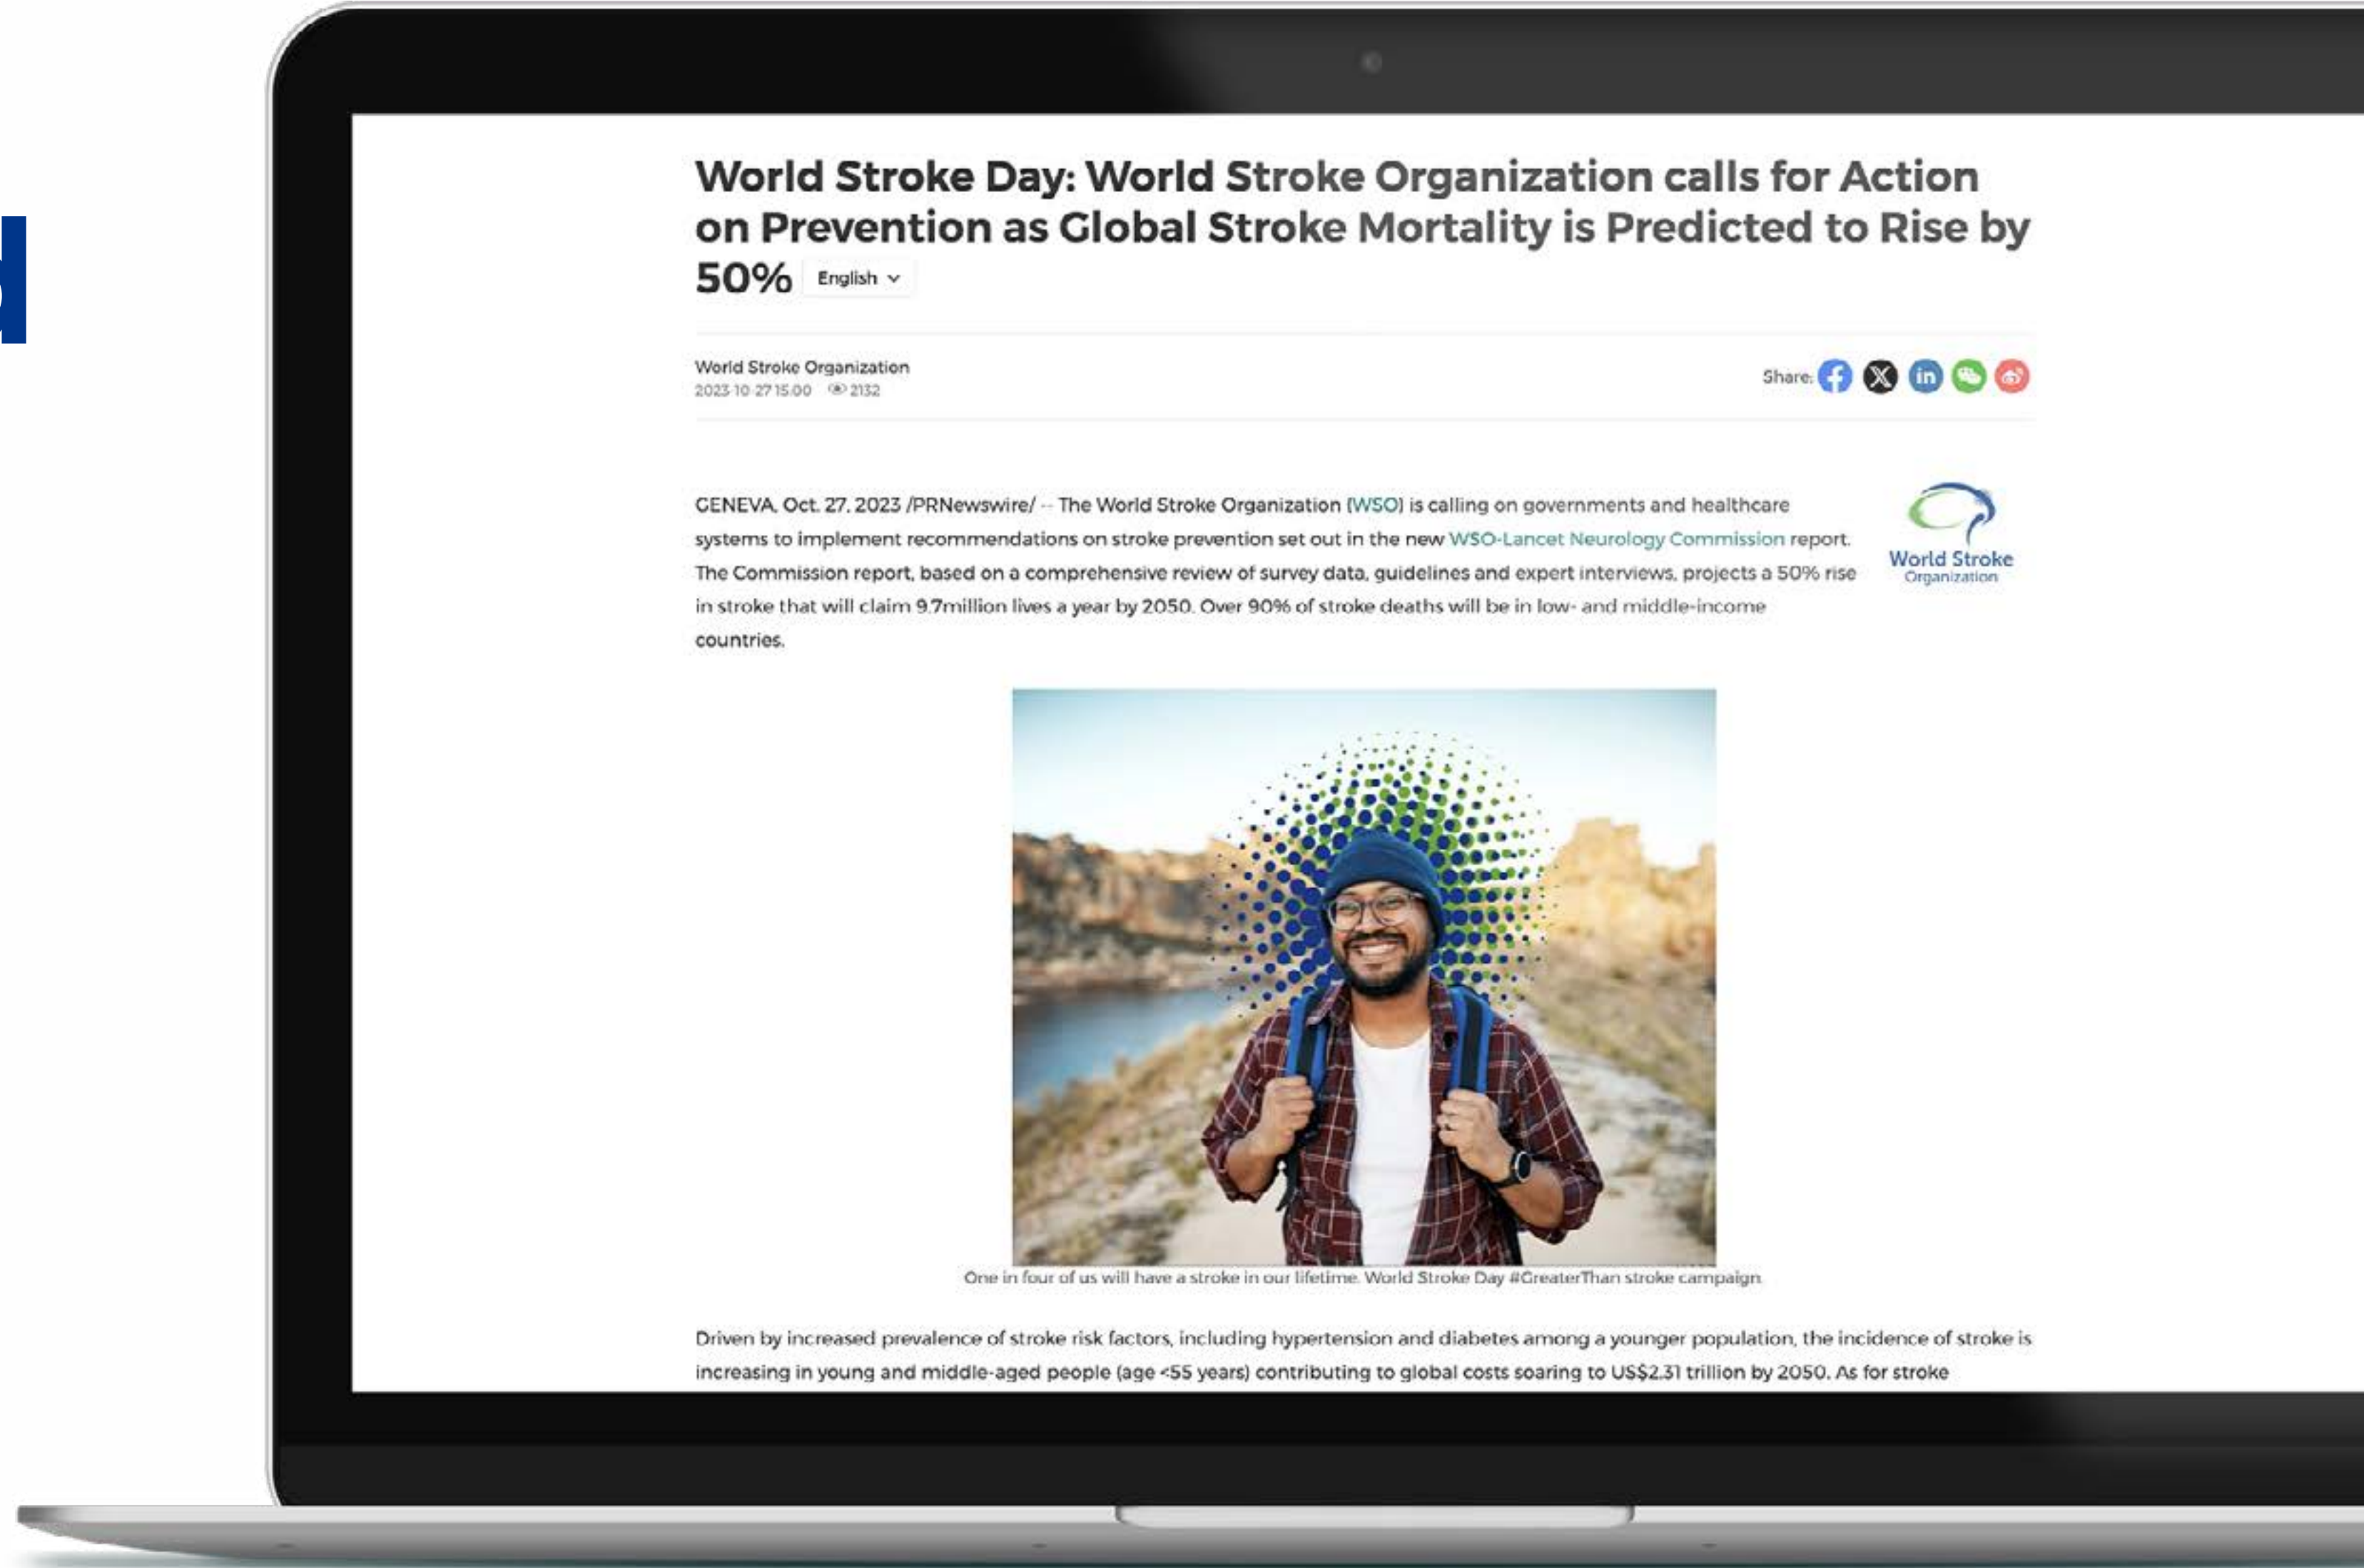 d
World Stroke Day: World Stroke Organization calls for Action
on Prevention as Global Stroke Mortality is Predicted to Rise by
50% English
World Stroke Organization
2023-10-27 15:00 2132
Share:
GENEVA, Oct. 27, 2023 /PRNewswire/ -- The World Stroke Organization (WSO) is calling on governments and healthcare
systems to implement recommendations on stroke prevention set out in the new WSO-Lancet Neurology Commission report.
The Commission report, based on a comprehensive review of survey data, guidelines and expert interviews, projects a 50% rise
in stroke that will claim 9.7million lives a year by 2050. Over 90% of stroke deaths will be in low- and middle-income
countries.
World Stroke
Organization
One in four of us will have a stroke in our lifetime. World Stroke Day #GreaterThan stroke campaign
Driven by increased prevalence of stroke risk factors, including hypertension and diabetes among a younger population, the incidence of stroke is
increasing in young and middle-aged people (age <55 years) contributing to global costs soaring to US$2.31 trillion by 2050. As for stroke